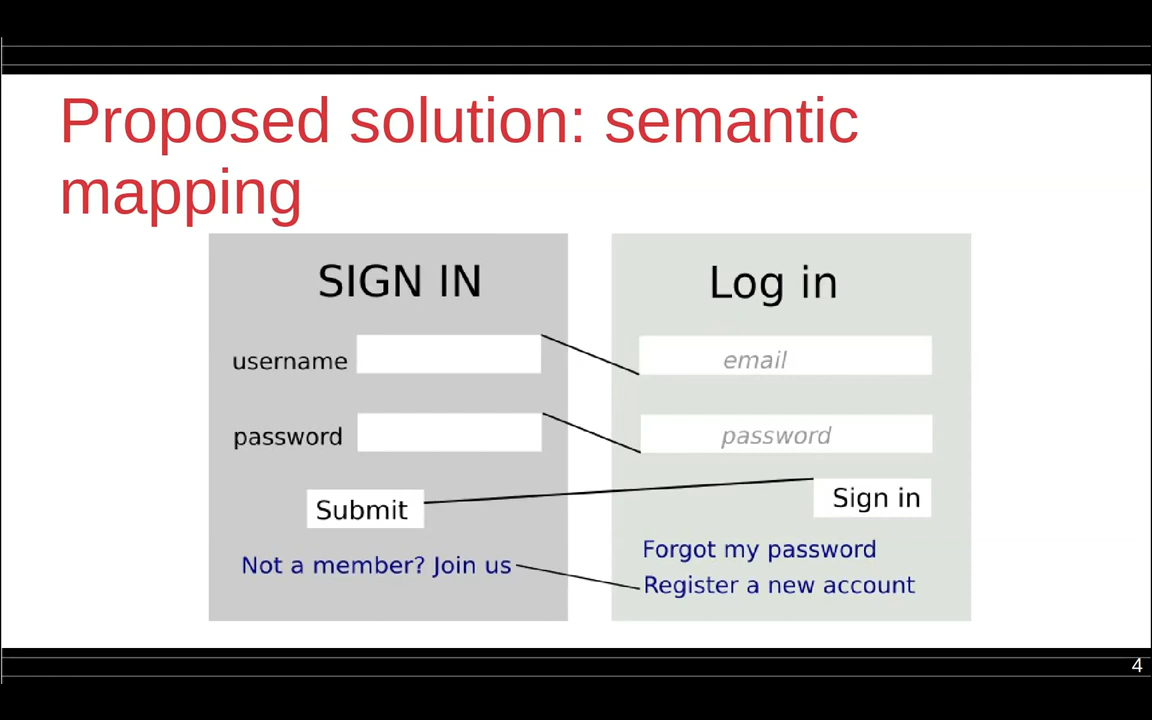 Proposed solution: semantic
mapping
SIGN IN
username
password
Submit
Not a member? Join us
Log in
email
password
Sign in
Forgot my password
Register a new account
4